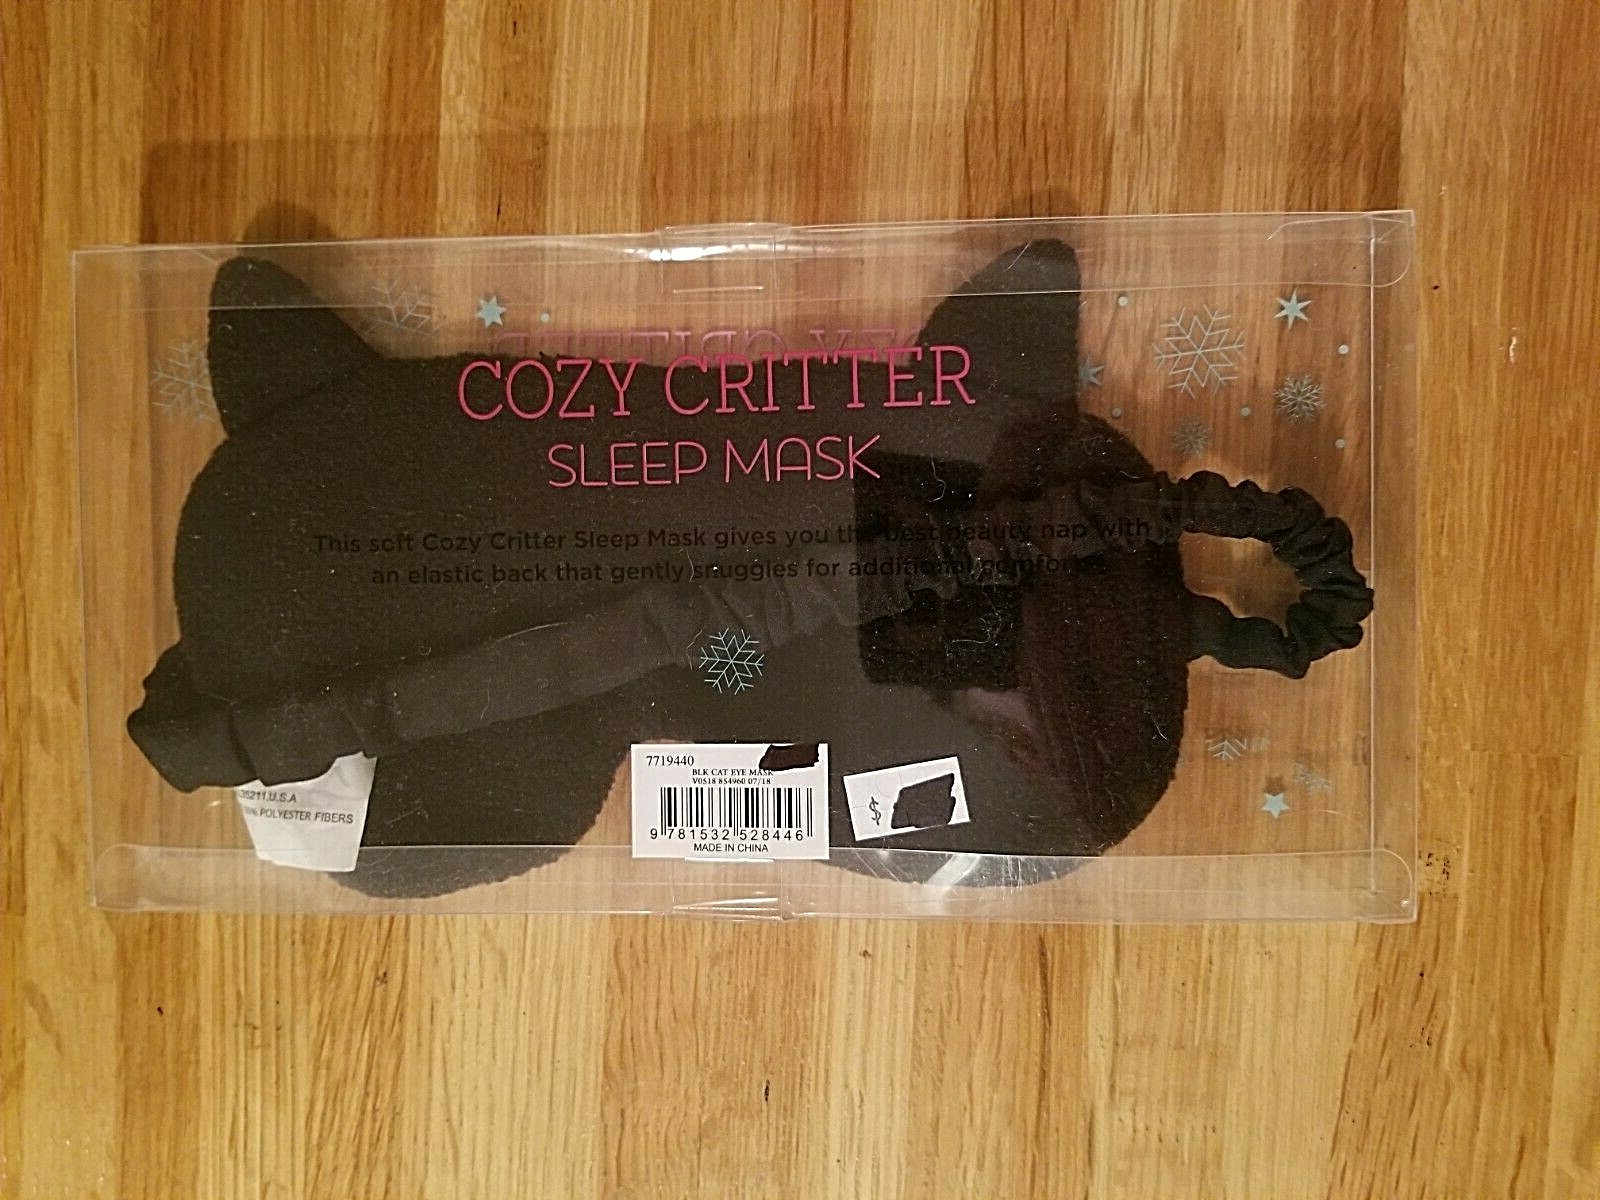 COZY CRITTER
SLEEP MASK
This soft Cozy Critter Sleep Mask gives you the best beauty nap with
an elastic back that gently snuggles for additional comfort.
7719440
BLK CAT EYE MASK
V0518 854960 07/18
9 781532 528446
MADE IN CHINA
$
35211,U.S.A
POLYESTER FIBERS